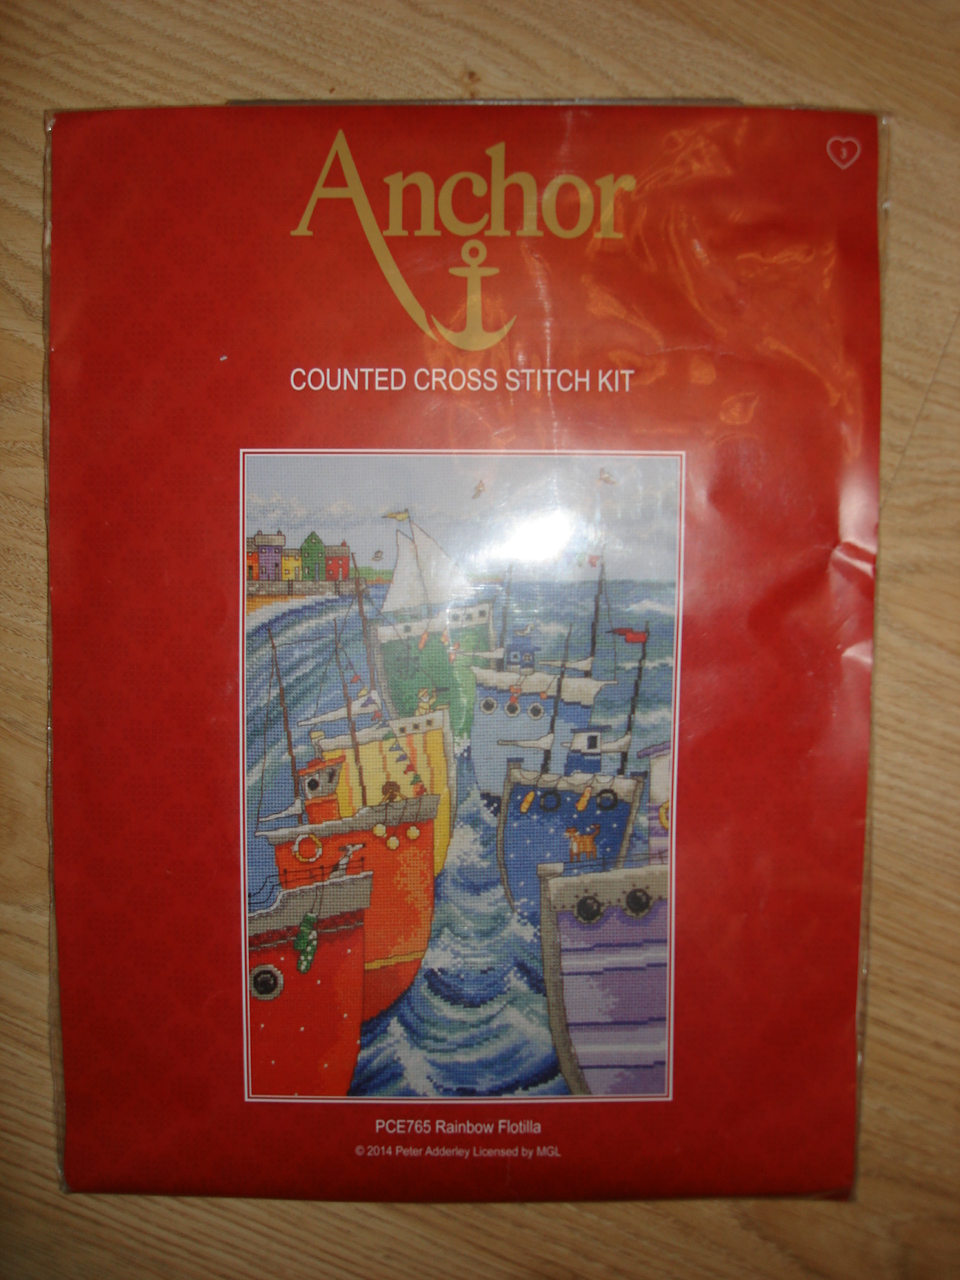 Anchor
COUNTED CROSS STITCH KIT
PCE765 Rainbow Flotilla
© 2014 Peter Adderley Licensed by MGL